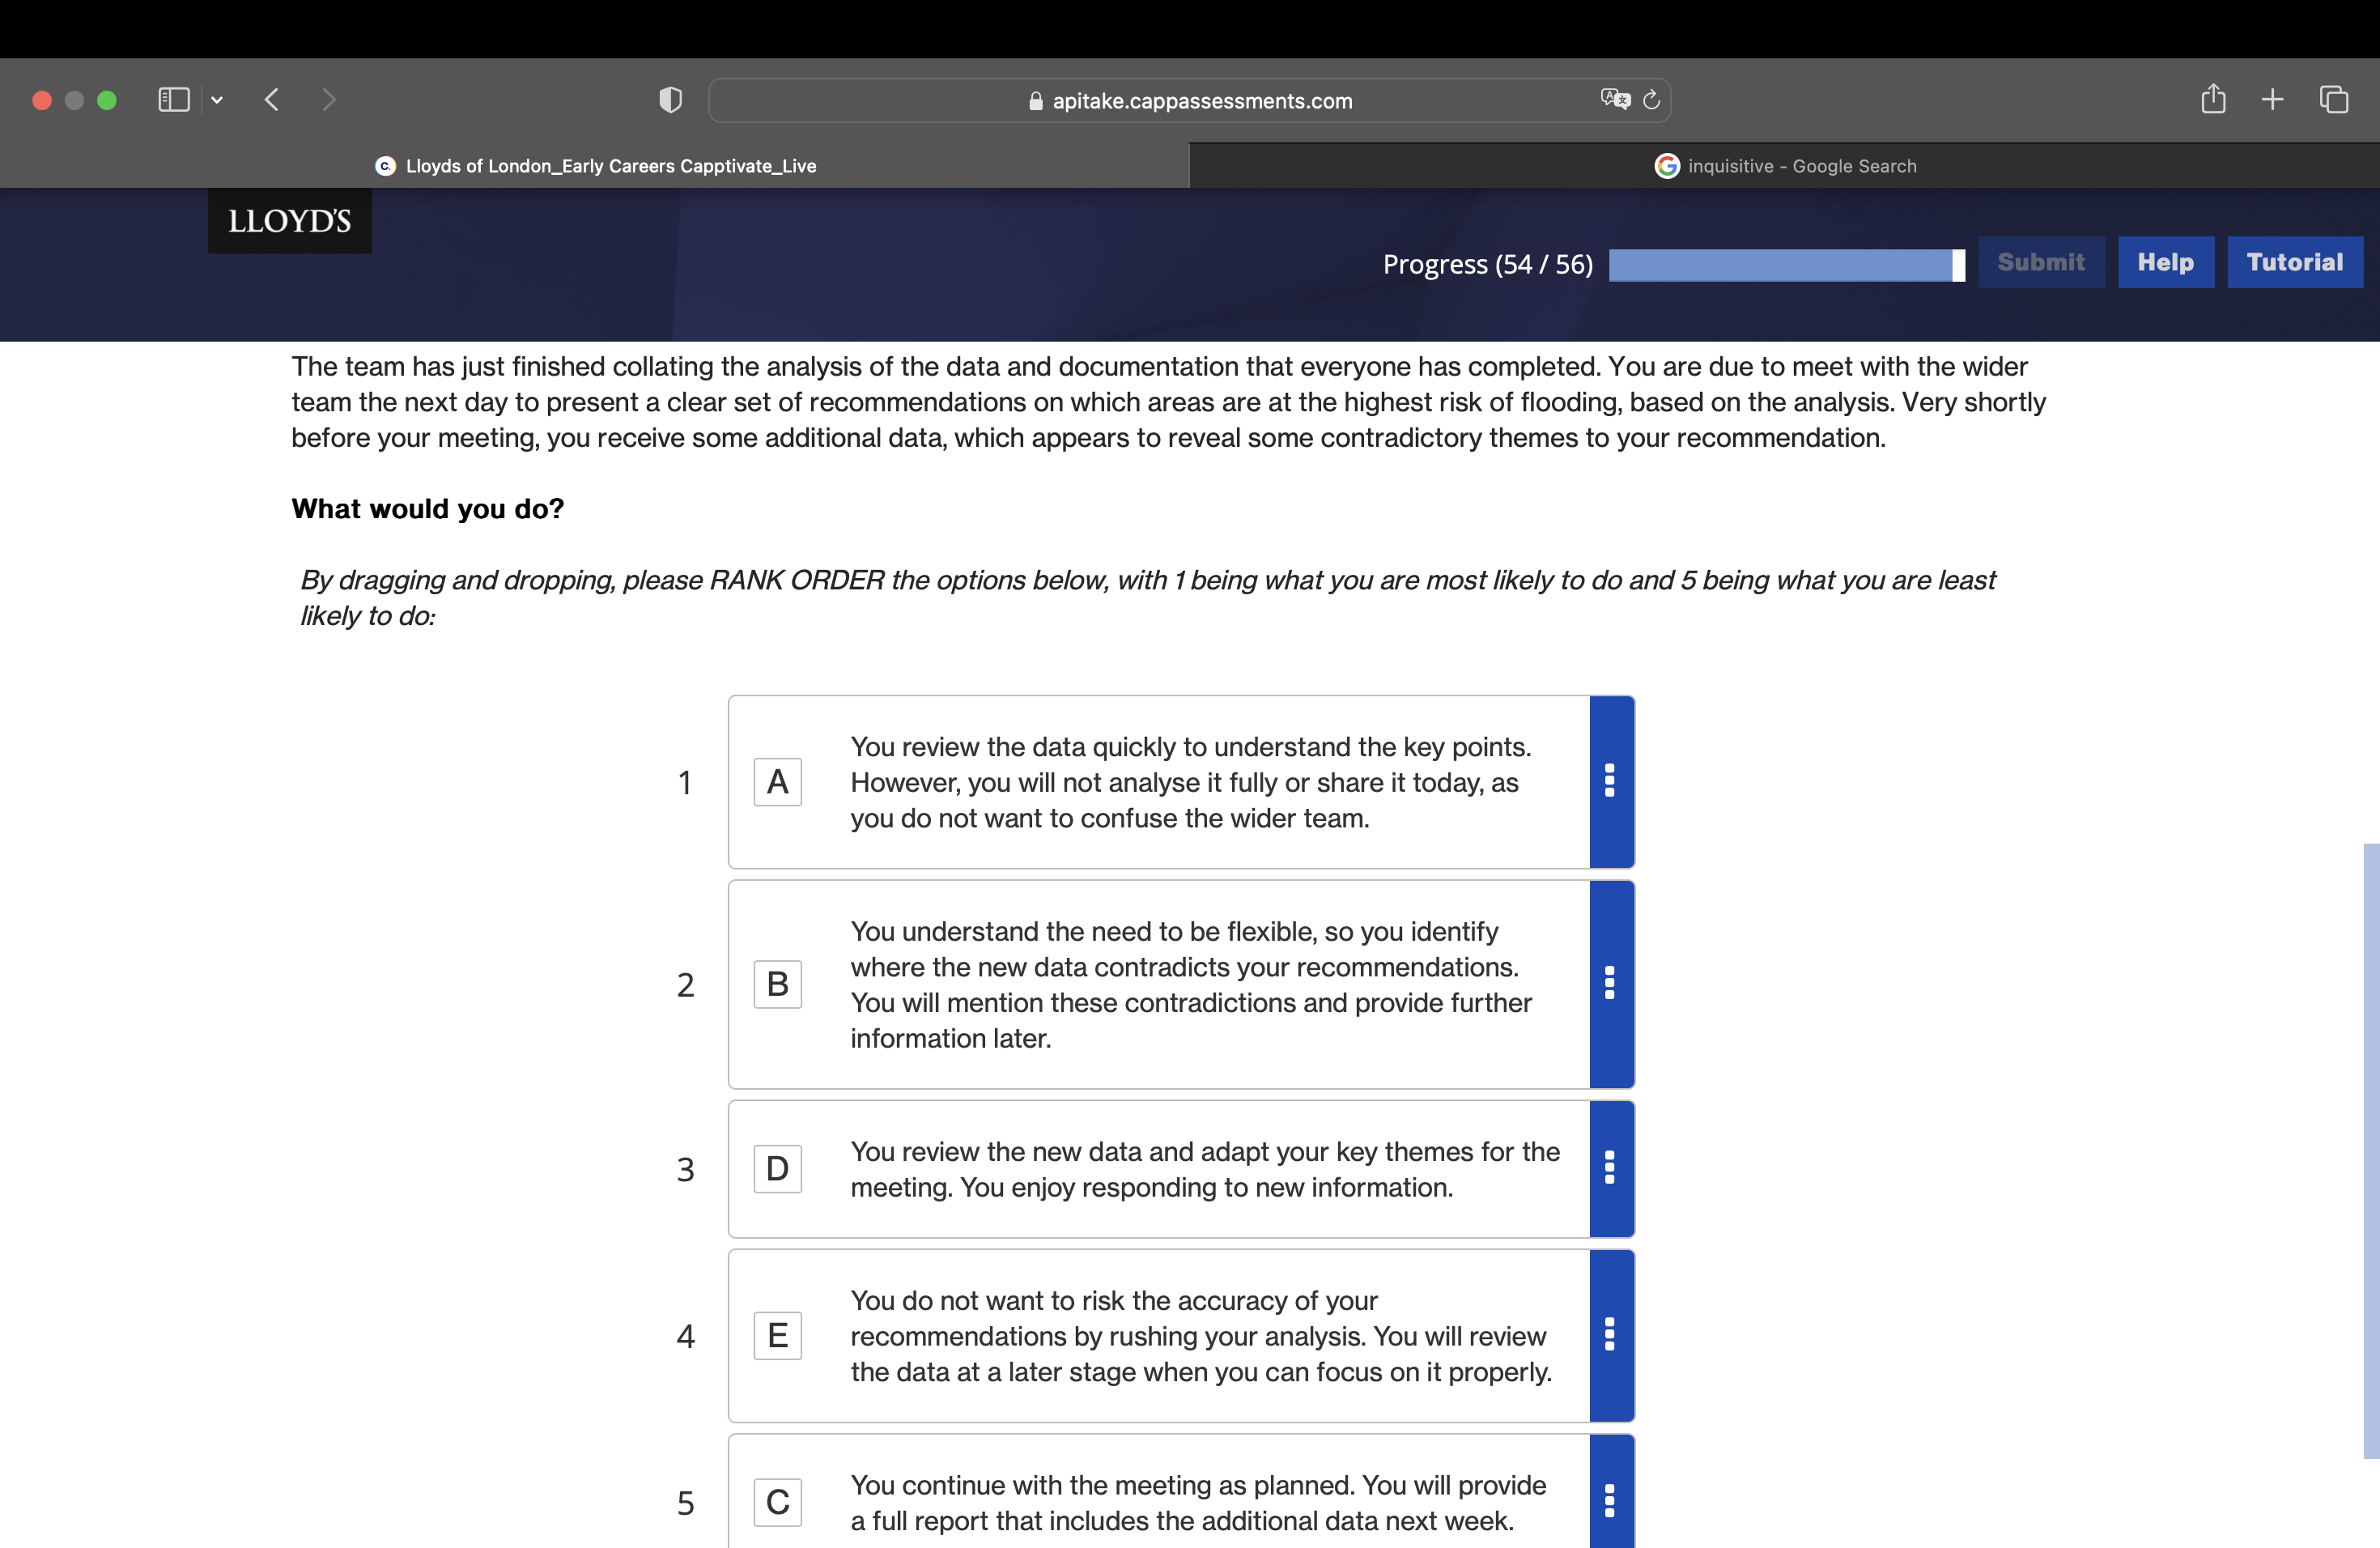 apitake.cappassessments.com
C. Lloyds of London_Early Careers Capptivate_Live
inquisitive - Google Search
LLOYD'S
Progress (54 / 56)
Submit
Help
Tutorial
The team has just finished collating the analysis of the data and documentation that everyone has completed. You are due to meet with the wider
team the next day to present a clear set of recommendations on which areas are at the highest risk of flooding, based on the analysis. Very shortly
before your meeting, you receive some additional data, which appears to reveal some contradictory themes to your recommendation.
What would you do?
By dragging and dropping, please RANK ORDER the options below, with 1 being what you are most likely to do and 5 being what you are least
likely to do:
1
A
You review the data quickly to understand the key points.
However, you will not analyse it fully or share it today, as
you do not want to confuse the wider team.
2
B
You understand the need to be flexible, so you identify
where the new data contradicts your recommendations.
You will mention these contradictions and provide further
information later.
3
D
You review the new data and adapt your key themes for the
meeting. You enjoy responding to new information.
4
E
You do not want to risk the accuracy of your
recommendations by rushing your analysis. You will review
the data at a later stage when you can focus on it properly.
5
C
You continue with the meeting as planned. You will provide
a full report that includes the additional data next week.